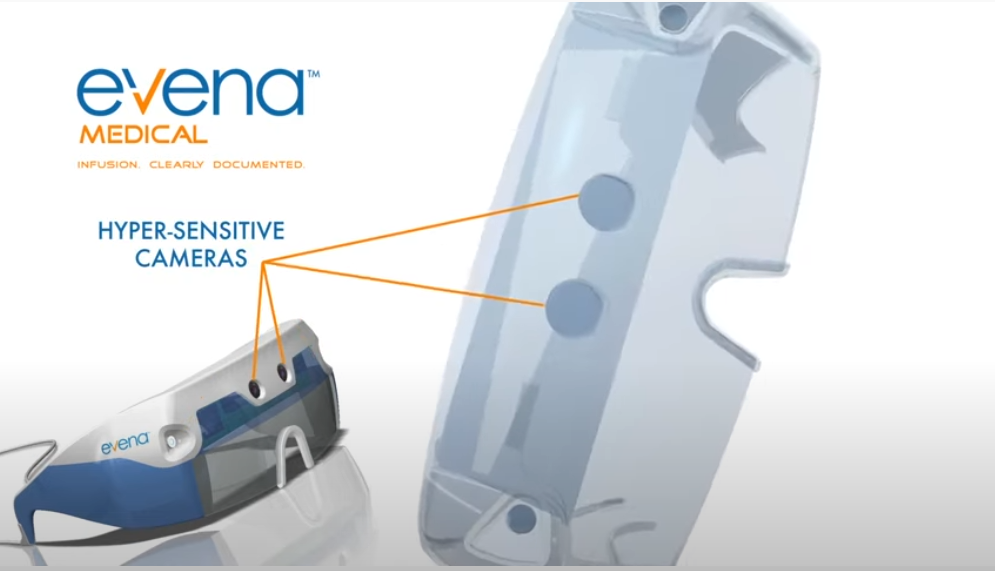 evena™
MEDICAL
INFUSION. CLEARLY DOCUMENTED.
HYPER-SENSITIVE
CAMERAS
evena